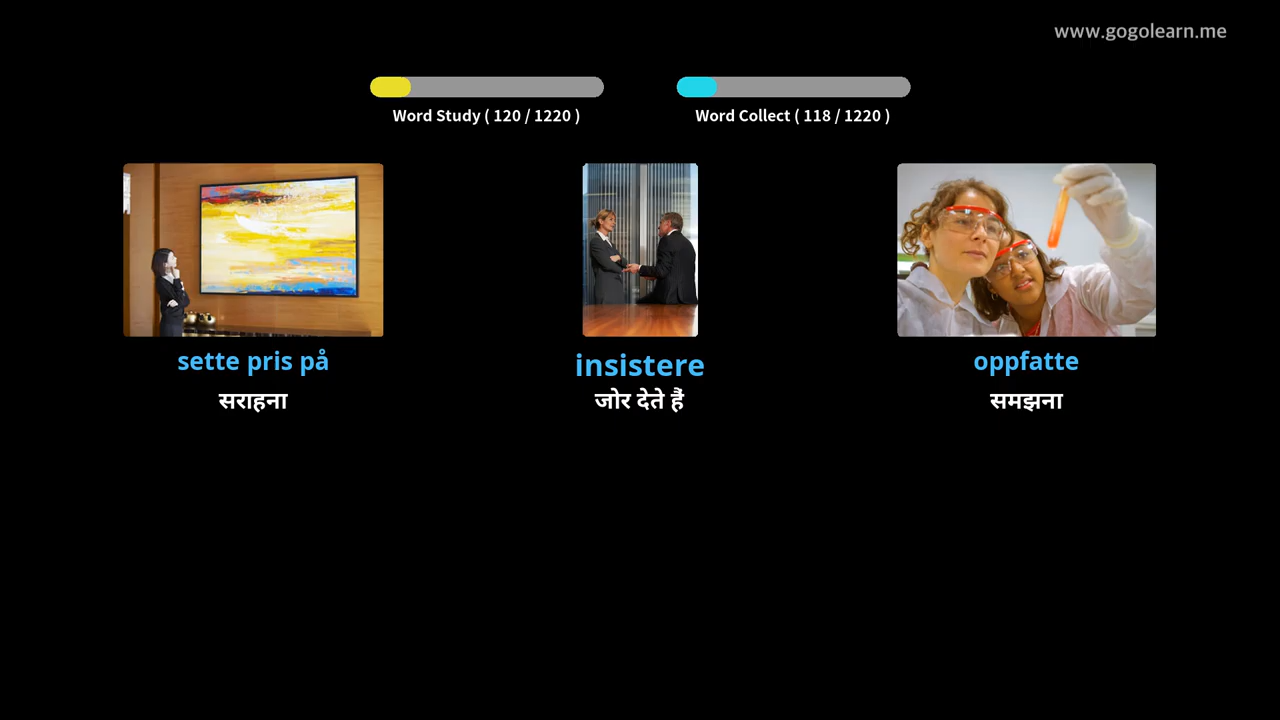 www.gogolearn.me
Word Study ( 120 / 1220 )
Word Collect ( 118 / 1220 )
sette pris på
insistere
oppfatte
सराहना
जोर देते हैं
समझना